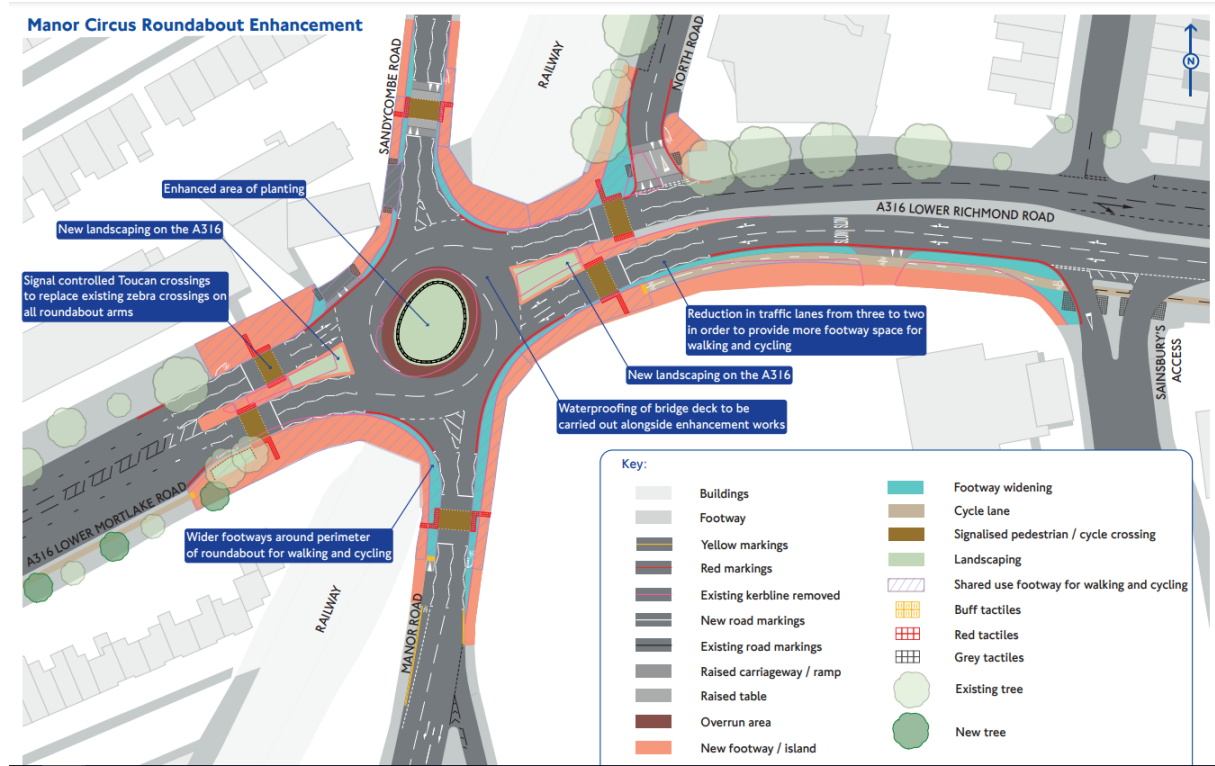 Manor Circus Roundabout Enhancement
SANDYCOMBE ROAD
RAILWAY
NORTH ROAD
N
Enhanced area of planting
New landscaping on the A316
Signal controlled Toucan crossings
to replace existing zebra crossings on
all roundabout arms
A316 LOWER RICHMOND ROAD
SLOW
Reduction in traffic lanes from three to two
in order to provide more footway space for
walking and cycling
New landscaping on the A316
Waterproofing of bridge deck to be
carried out alongside enhancement works
SAINSBURY'S
ACCESS
A316 LOWER MORTLAKE ROAD
Wider footways around perimeter
of roundabout for walking and cycling
RAILWAY
MANOR ROAD
Key:
Buildings
Footway
Yellow markings
Red markings
Existing kerbline removed
New road markings
Existing road markings
Raised carriageway / ramp
Raised table
Overrun area
New footway / island
Footway widening
Cycle lane
Signalised pedestrian / cycle crossing
Landscaping
Shared use footway for walking and cycling
Buff tactiles
Red tactiles
Grey tactiles
Existing tree
New tree